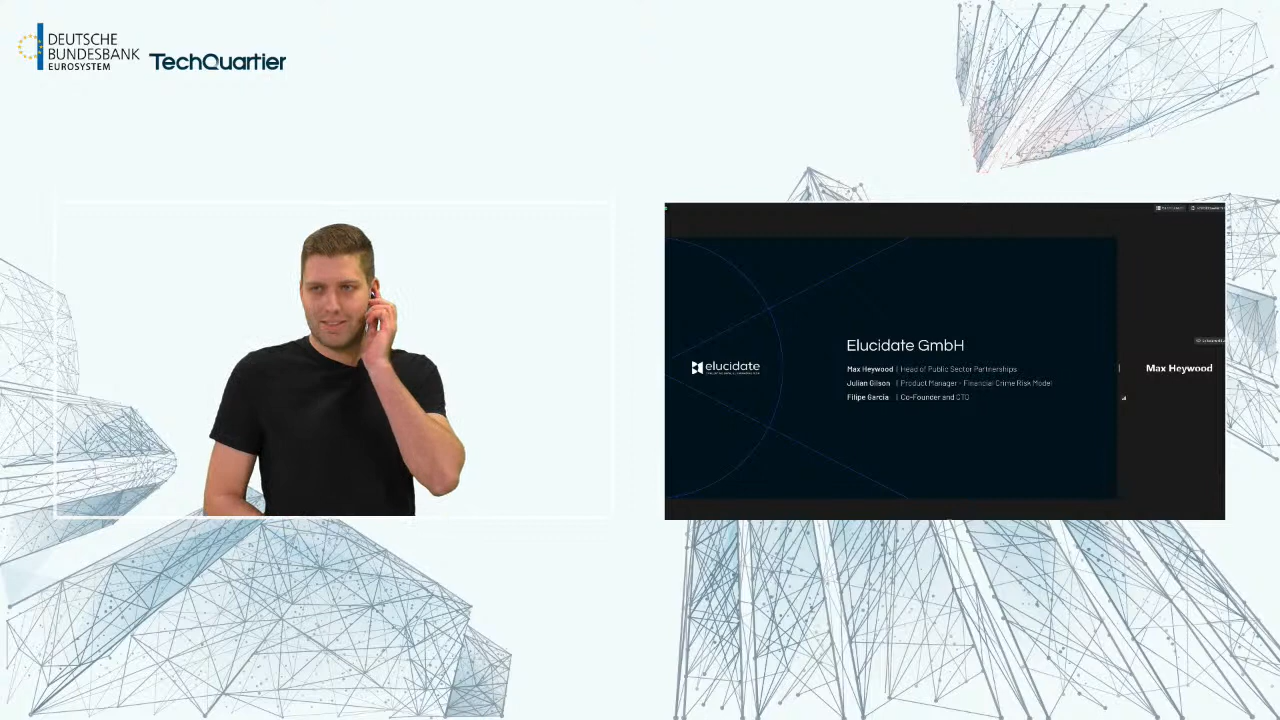 DEUTSCHE
BUNDESBANK
EUROSYSTEM
TechQuartier
elucidate
Elucidate GmbH
Max Heywood | Head of Public Sector Partnerships
Julian Gilson | Product Manager - Financial Crime Risk Model
Filipe Garcia | Co-Founder and CTO
Max Heywood